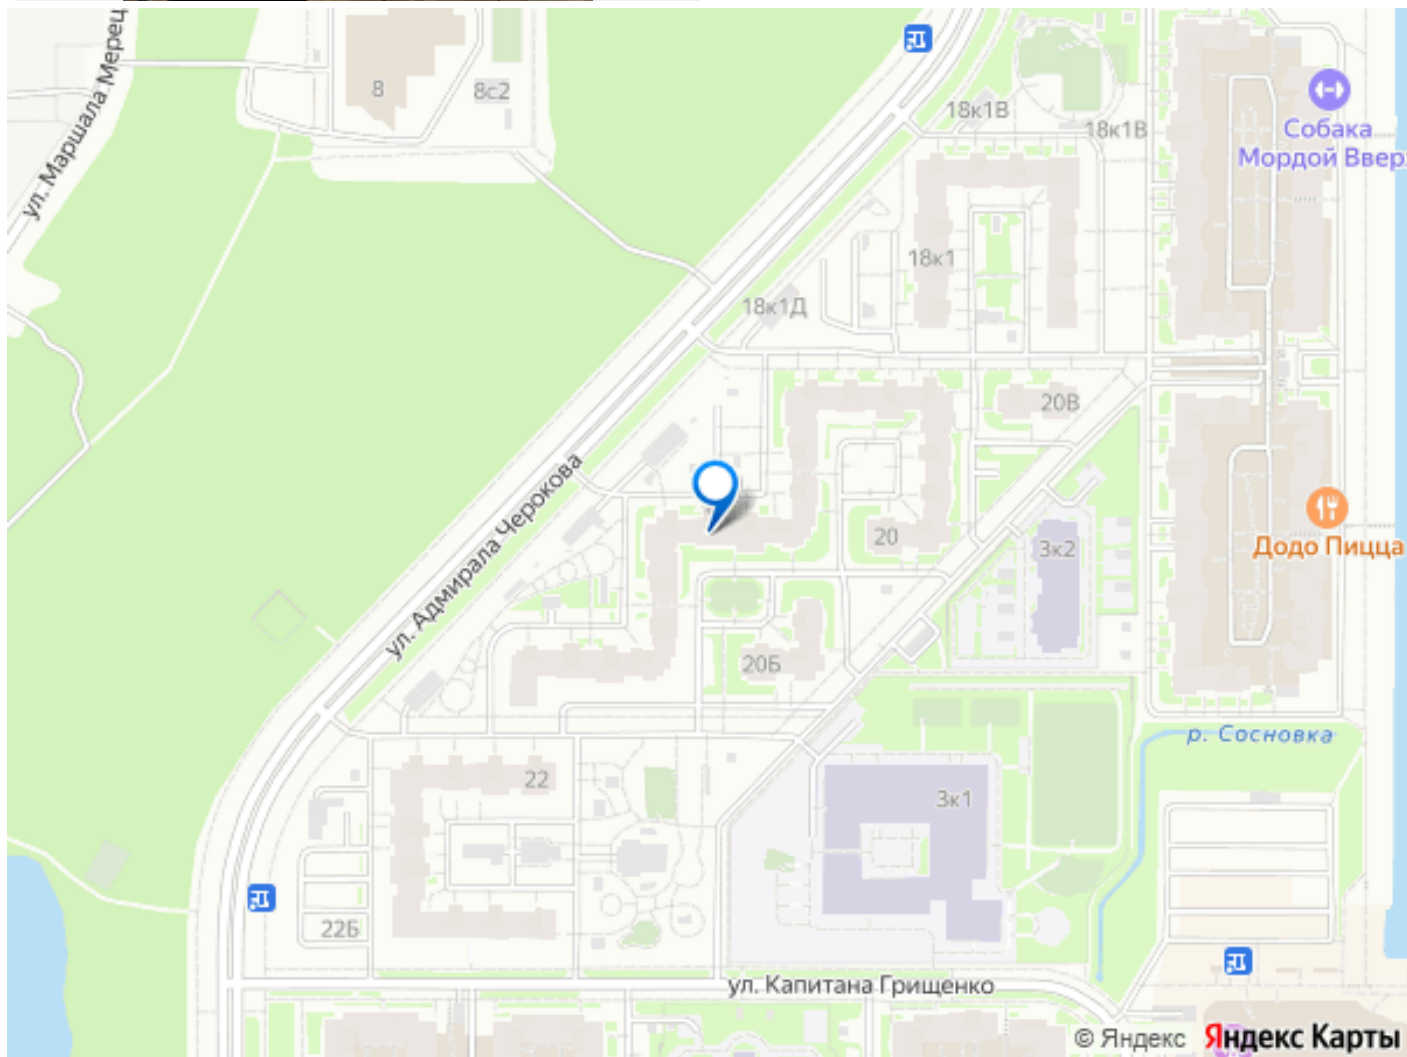 ул. Маршала Мерец
8
8с2
18к1В
18к1В
Собака
Мордой Вверх
18к1
18к1Д
20В
ул. Адмирала Черокова
20
3к2
Додо Пицца
20Б
р. Сосновка
22
3к1
22Б
ул. Капитана Грищенко
© Яндекс Яндекс Карты